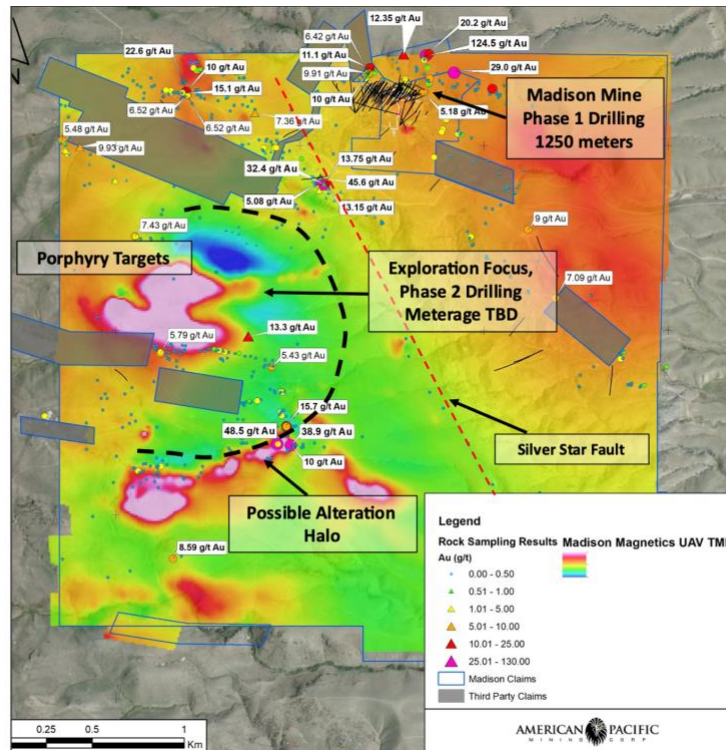 12.35 g/t Au
20.2 g/t Au
6.42 g/t Au
124.5 g/t Au
22.6 g/t Au
11.1 g/t Au
10 g/t Au
9.91 g/t Au
29.0 g/t Au
15.1 g/t Au
10 g/t Au
Madison Mine
Phase 1 Drilling
1250 meters
6.52 g/t Au
5.18 g/t Au
6.52 g/t Au
7.36 g/t Au
5.48 g/t Au
9.93 g/t Au
13.75 g/t Au
32.4 g/t Au
45.6 g/t Au
5.08 g/t Au
13.15 g/t Au
7.43 g/t Au
9 g/t Au
Porphyry Targets
Exploration Focus,
Phase 2 Drilling
Meterage TBD
7.09 g/t Au
5.79 g/t Au
13.3 g/t Au
5.43 g/t Au
15.7 g/t Au
48.5 g/t Au
38.9 g/t Au
10 g/t Au
Silver Star Fault
Possible Alteration
Halo
8.59 g/t Au
Legend
Rock Sampling Results
Madison Magnetics UAV TMI
Au (g/t)
0.00 - 0.50
0.51 - 1.00
1.01 - 5.00
5.01 - 10.00
10.01 - 25.00
25.01 - 130.00
Madison Claims
Third Party Claims
0.25
0.5
1
Km
AMERICAN PACIFIC
MINING CORP